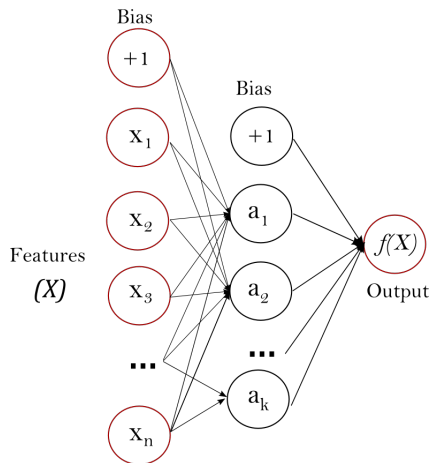 Bias
+1
x1
x2
x3
...
xn
Features
(X)
Bias
+1
a1
a2
...
ak
f(X)
Output